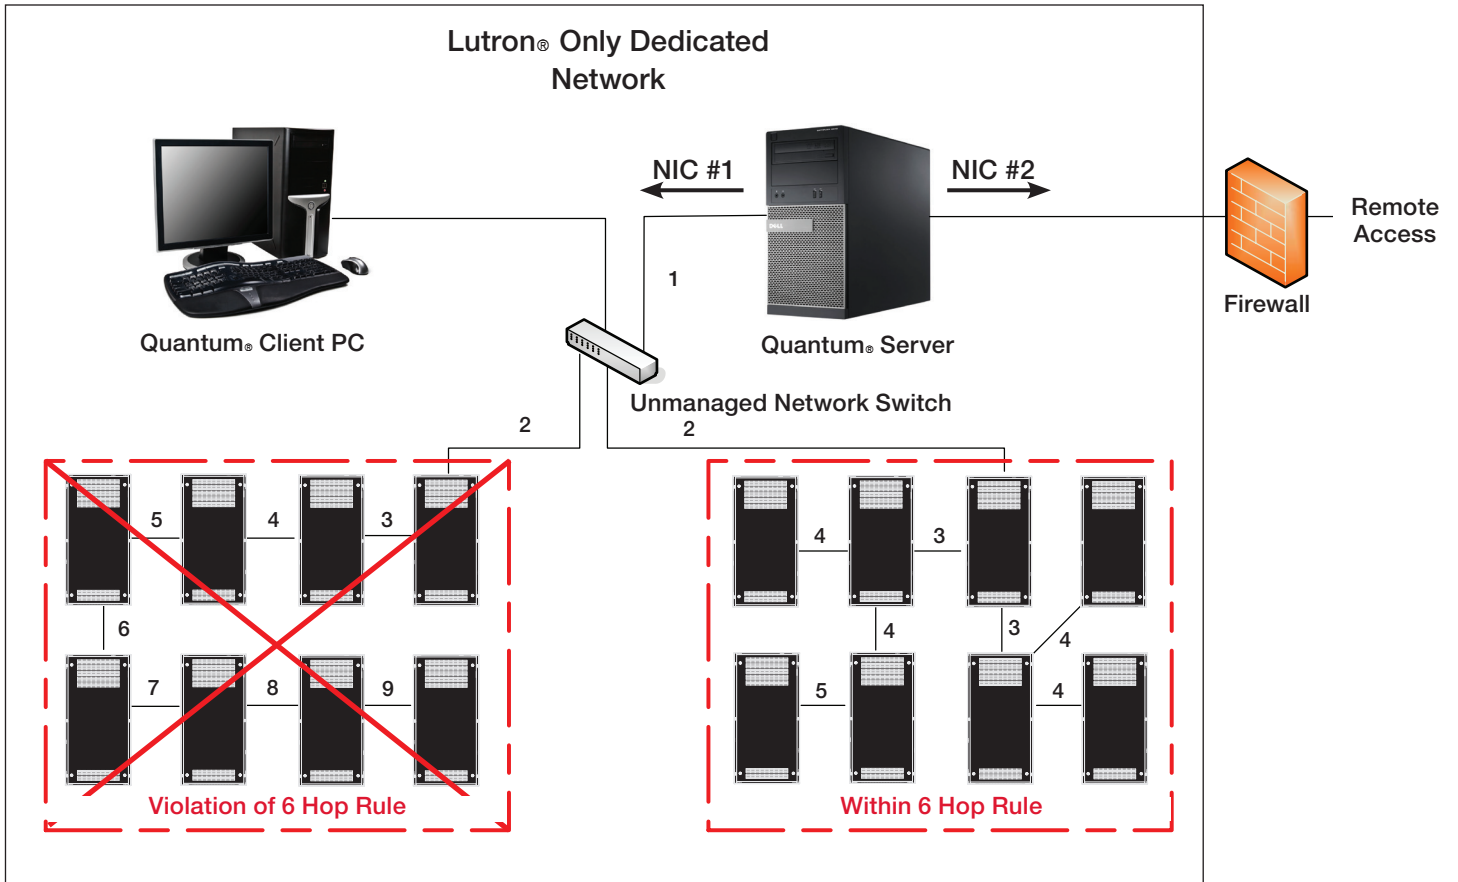 Lutron® Only Dedicated
Network
NIC #1
NIC #2
Remote
Access
1
Firewall
Quantum® Client PC
Quantum® Server
DELL
Unmanaged Network Switch
2
2
5
4
3
4
3
6
4
3
4
7
8
9
5
4
Violation of 6 Hop Rule
Within 6 Hop Rule